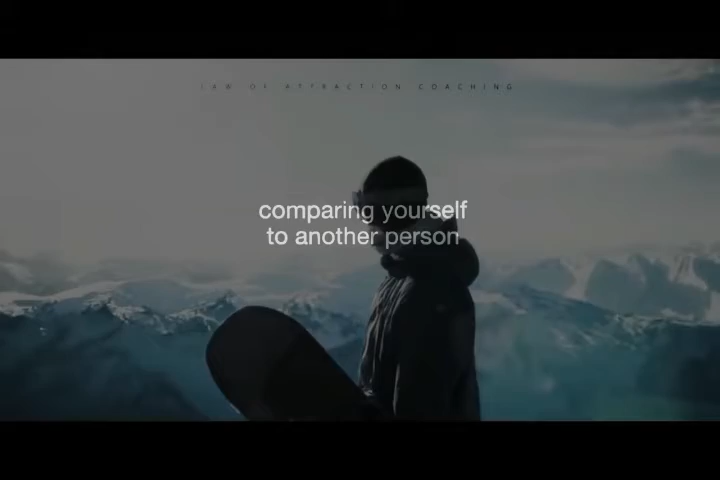 LAW OF ATTRACTION COACHING
comparing yourself
to another person